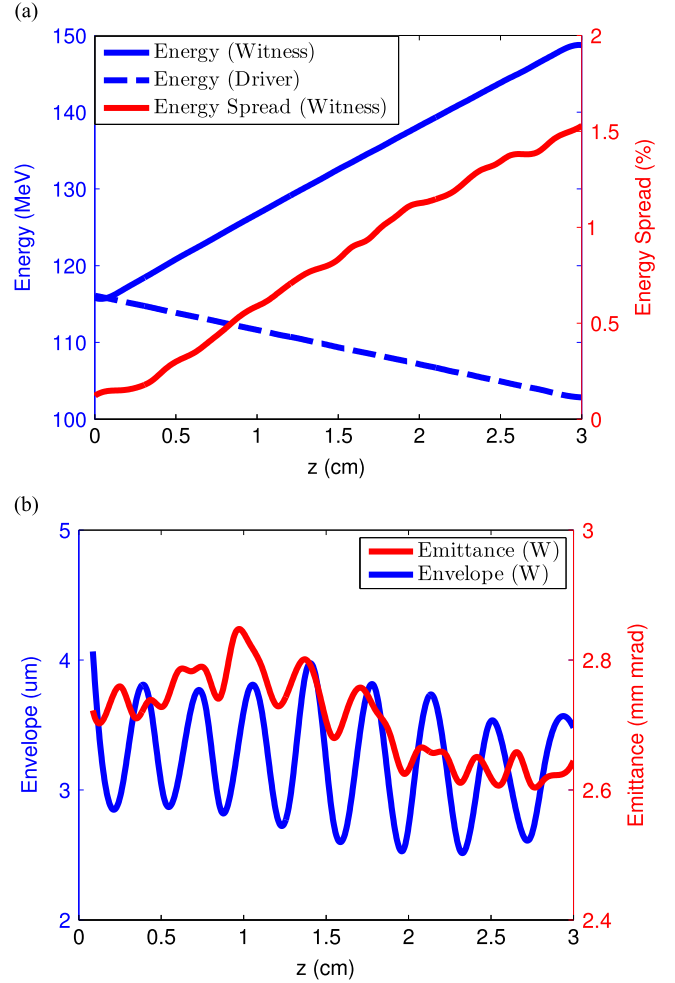 (a)
150
140
130
120
110
100
Energy (MeV)
Energy (Witness)
Energy (Driver)
Energy Spread (Witness)
2
1.5
1
0.5
0
Energy Spread (%)
0 0.5 1 1.5 2 2.5 3
z (cm)
(b)
5
4
3
2
Envelope (um)
Emittance (W)
Envelope (W)
3
2.8
2.6
2.4
Emittance (mm mrad)
0 0.5 1 1.5 2 2.5 3
z (cm)